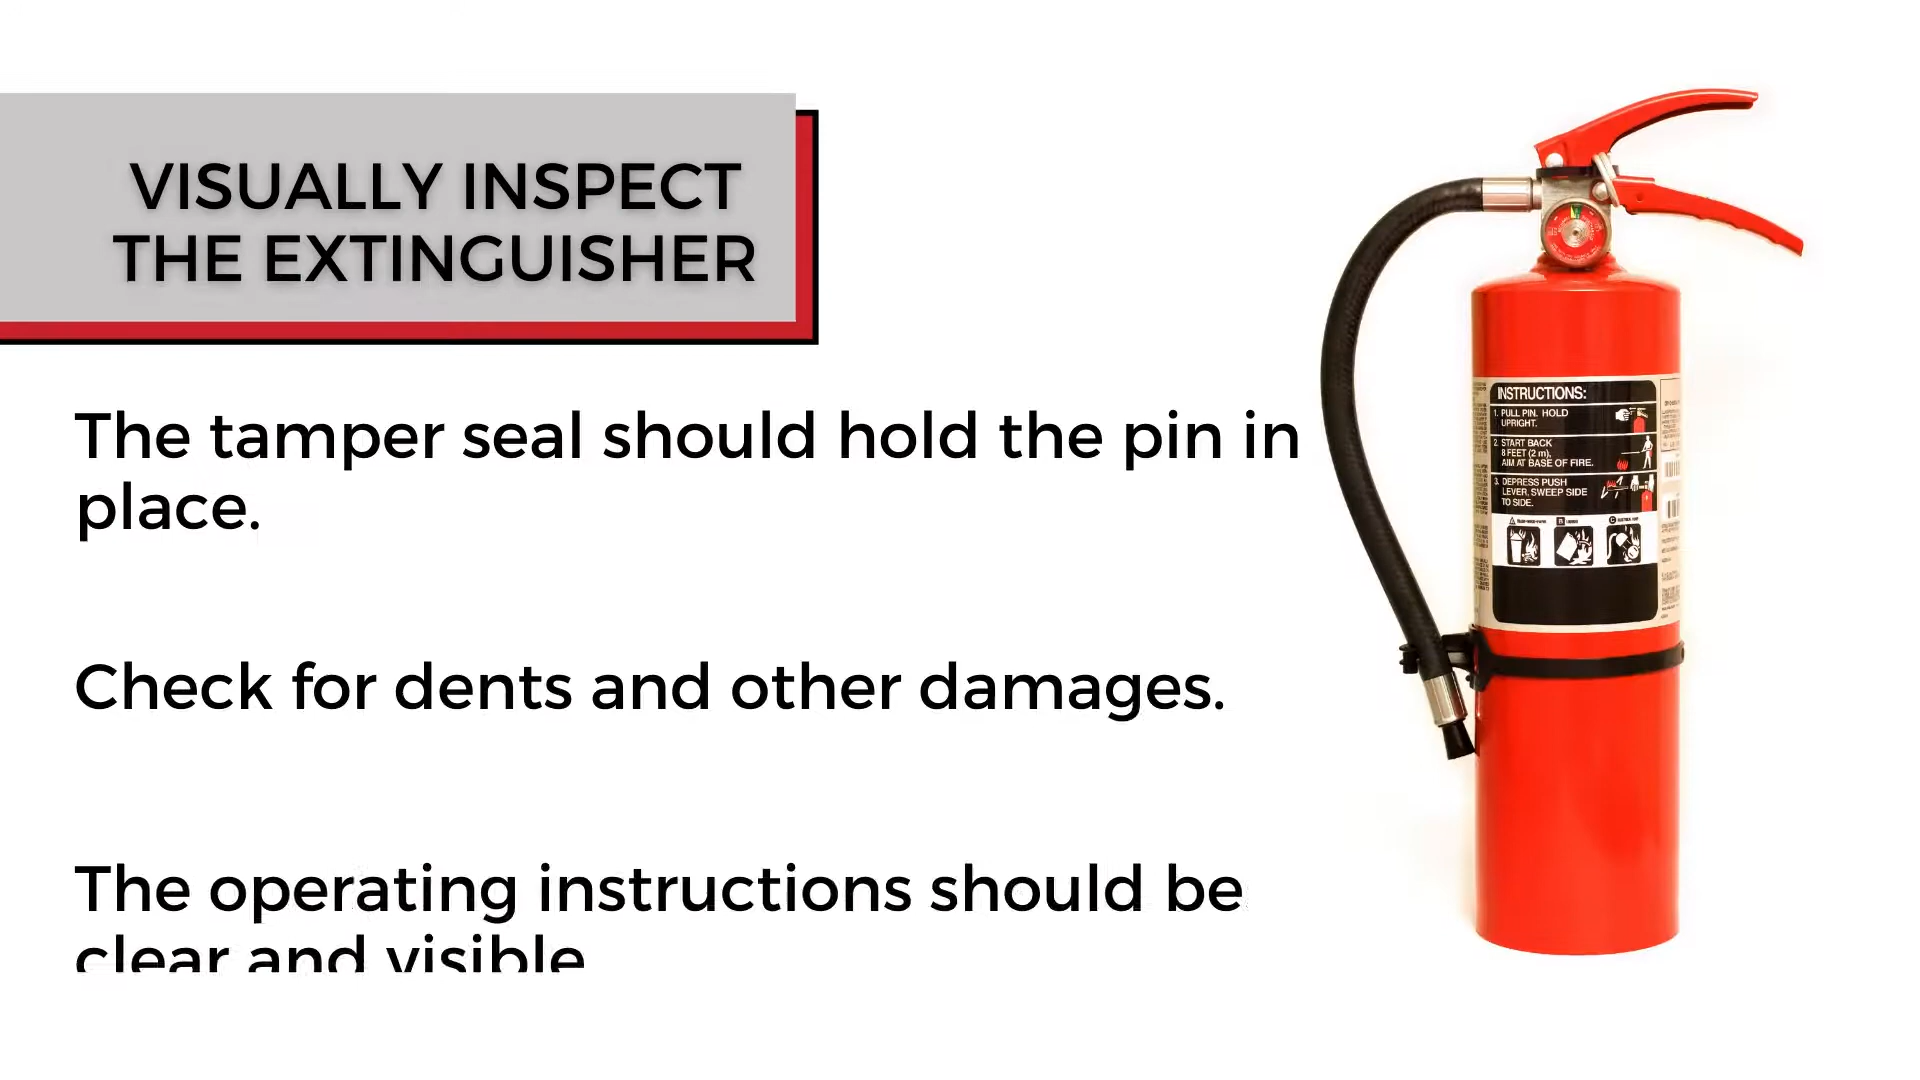 VISUALLY INSPECT
THE EXTINGUISHER
The tamper seal should hold the pin in
place.
Check for dents and other damages.
The operating instructions should be
clear and visible
INSTRUCTIONS:
1. PULL PIN. HOLD
UPRIGHT.
2. START BACK
8 FEET (2 m),
AIM AT BASE OF FIRE.
3. DEPRESS PUSH
LEVER, SWEEP SIDE
TO SIDE.
A
B
C